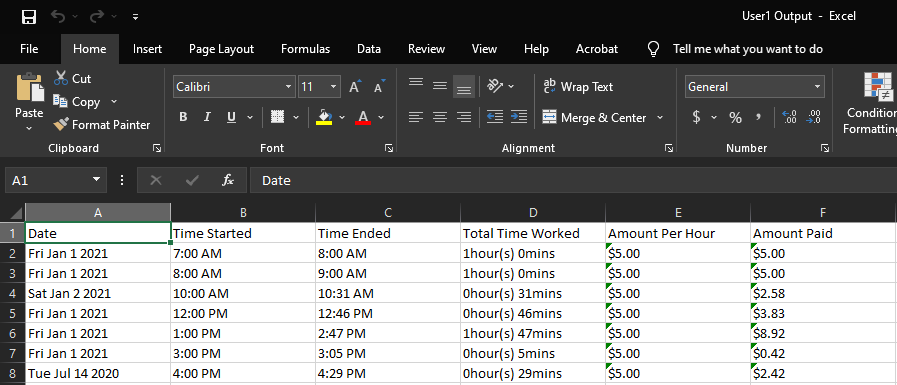 User1 Output - Excel
File Home Insert Page Layout Formulas Data Review View Help Acrobat Tell me what you want to do
Cut
Calibri 11 A A ab Wrap Text General
Copy
Paste
Format Painter
B I U A Merge & Center $ % , .00 .00
Condition
Formatting
Clipboard Font Alignment Number
A1 fx Date
A B C D E F
1 Date Time Started Time Ended Total Time Worked Amount Per Hour Amount Paid
2 Fri Jan 1 2021 7:00 AM 8:00 AM 1hour(s) 0mins $5.00 $5.00
3 Fri Jan 1 2021 8:00 AM 9:00 AM 1hour(s) 0mins $5.00 $5.00
4 Sat Jan 2 2021 10:00 AM 10:31 AM 0hour(s) 31mins $5.00 $2.58
5 Fri Jan 1 2021 12:00 PM 12:46 PM 0hour(s) 46mins $5.00 $3.83
6 Fri Jan 1 2021 1:00 PM 2:47 PM 1hour(s) 47mins $5.00 $8.92
7 Fri Jan 1 2021 3:00 PM 3:05 PM 0hour(s) 5mins $5.00 $0.42
8 Tue Jul 14 2020 4:00 PM 4:29 PM 0hour(s) 29mins $5.00 $2.42